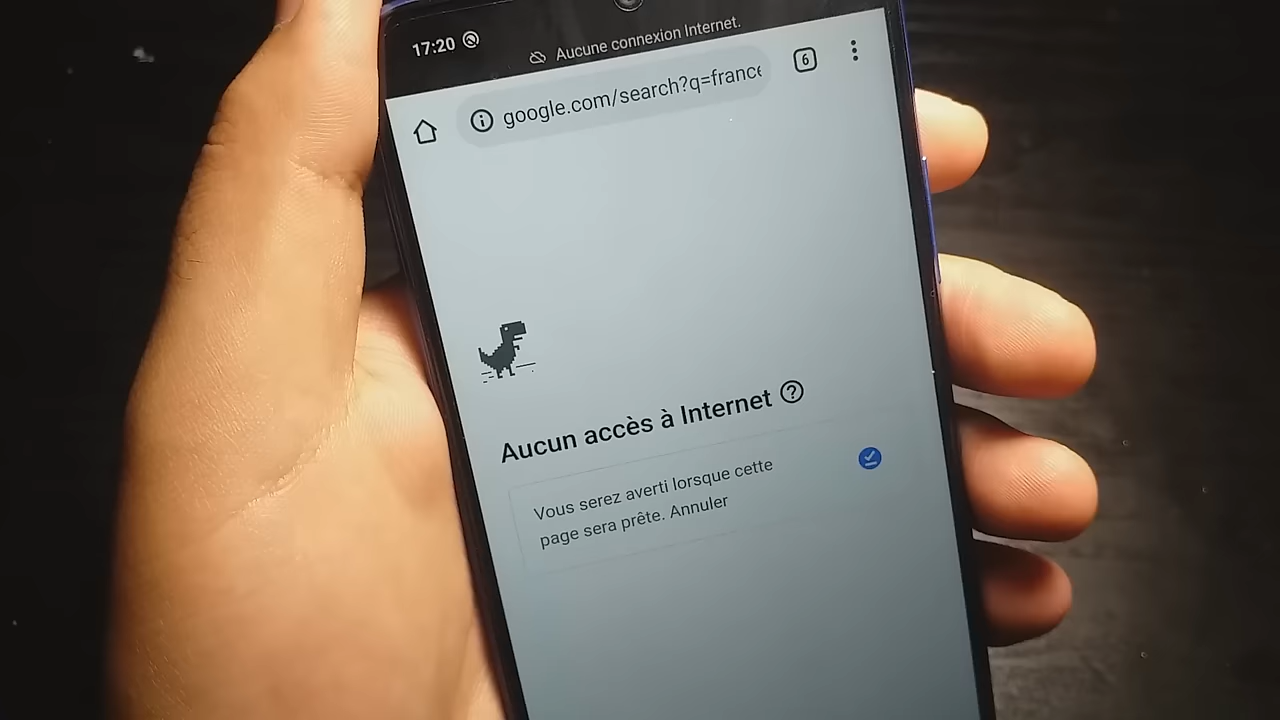 17:20
Aucune connexion Internet.
google.com/search?q=france
6
Aucun accès à Internet
Vous serez averti lorsque cette
page sera prête. Annuler